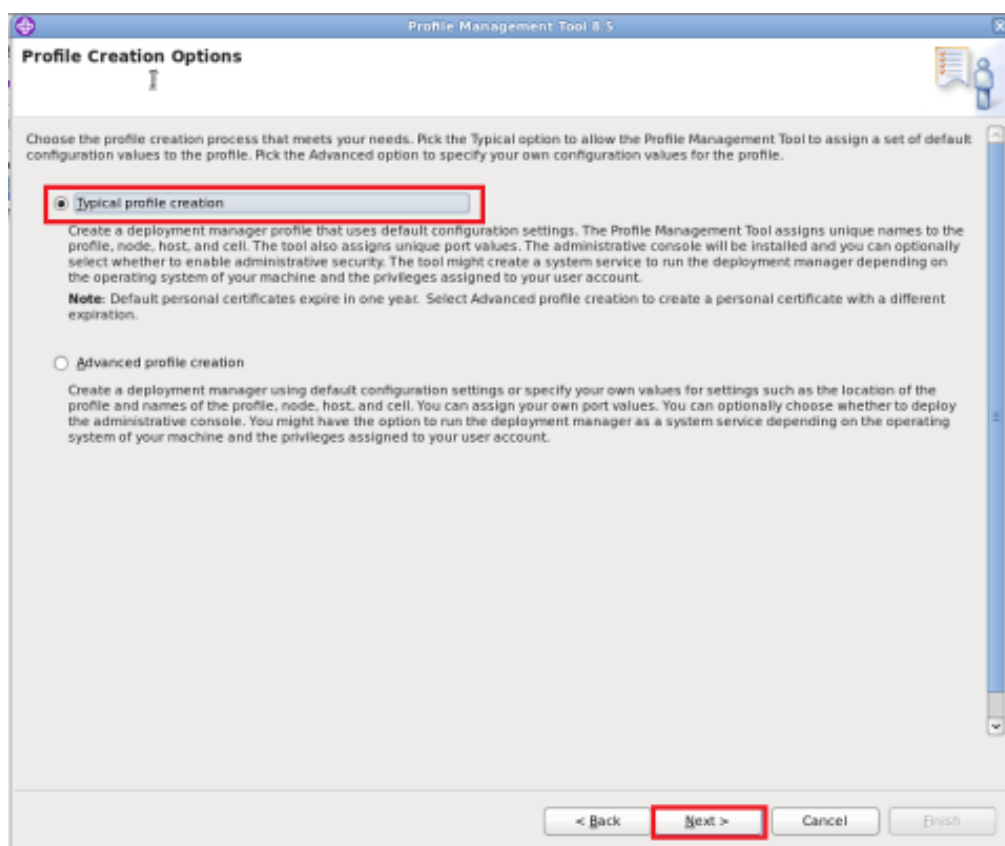 Profile Management Tool 8.5
Profile Creation Options
Choose the profile creation process that meets your needs. Pick the Typical option to allow the Profile Management Tool to assign a set of default
configuration values to the profile. Pick the Advanced option to specify your own configuration values for the profile.
Typical profile creation
Create a deployment manager profile that uses default configuration settings. The Profile Management Tool assigns unique names to the
profile, node, host, and cell. The tool also assigns unique port values. The administrative console will be installed and you can optionally
select whether to enable administrative security. The tool might create a system service to run the deployment manager depending on
the operating system of your machine and the privileges assigned to your user account.
Note: Default personal certificates expire in one year. Select Advanced profile creation to create a personal certificate with a different
expiration.
Advanced profile creation
Create a deployment manager using default configuration settings or specify your own values for settings such as the location of the
profile and names of the profile, node, host, and cell. You can assign your own port values. You can optionally choose whether to deploy
the administrative console. You might have the option to run the deployment manager as a system service depending on the operating
system of your machine and the privileges assigned to your user account.
< Back Next > Cancel Finish